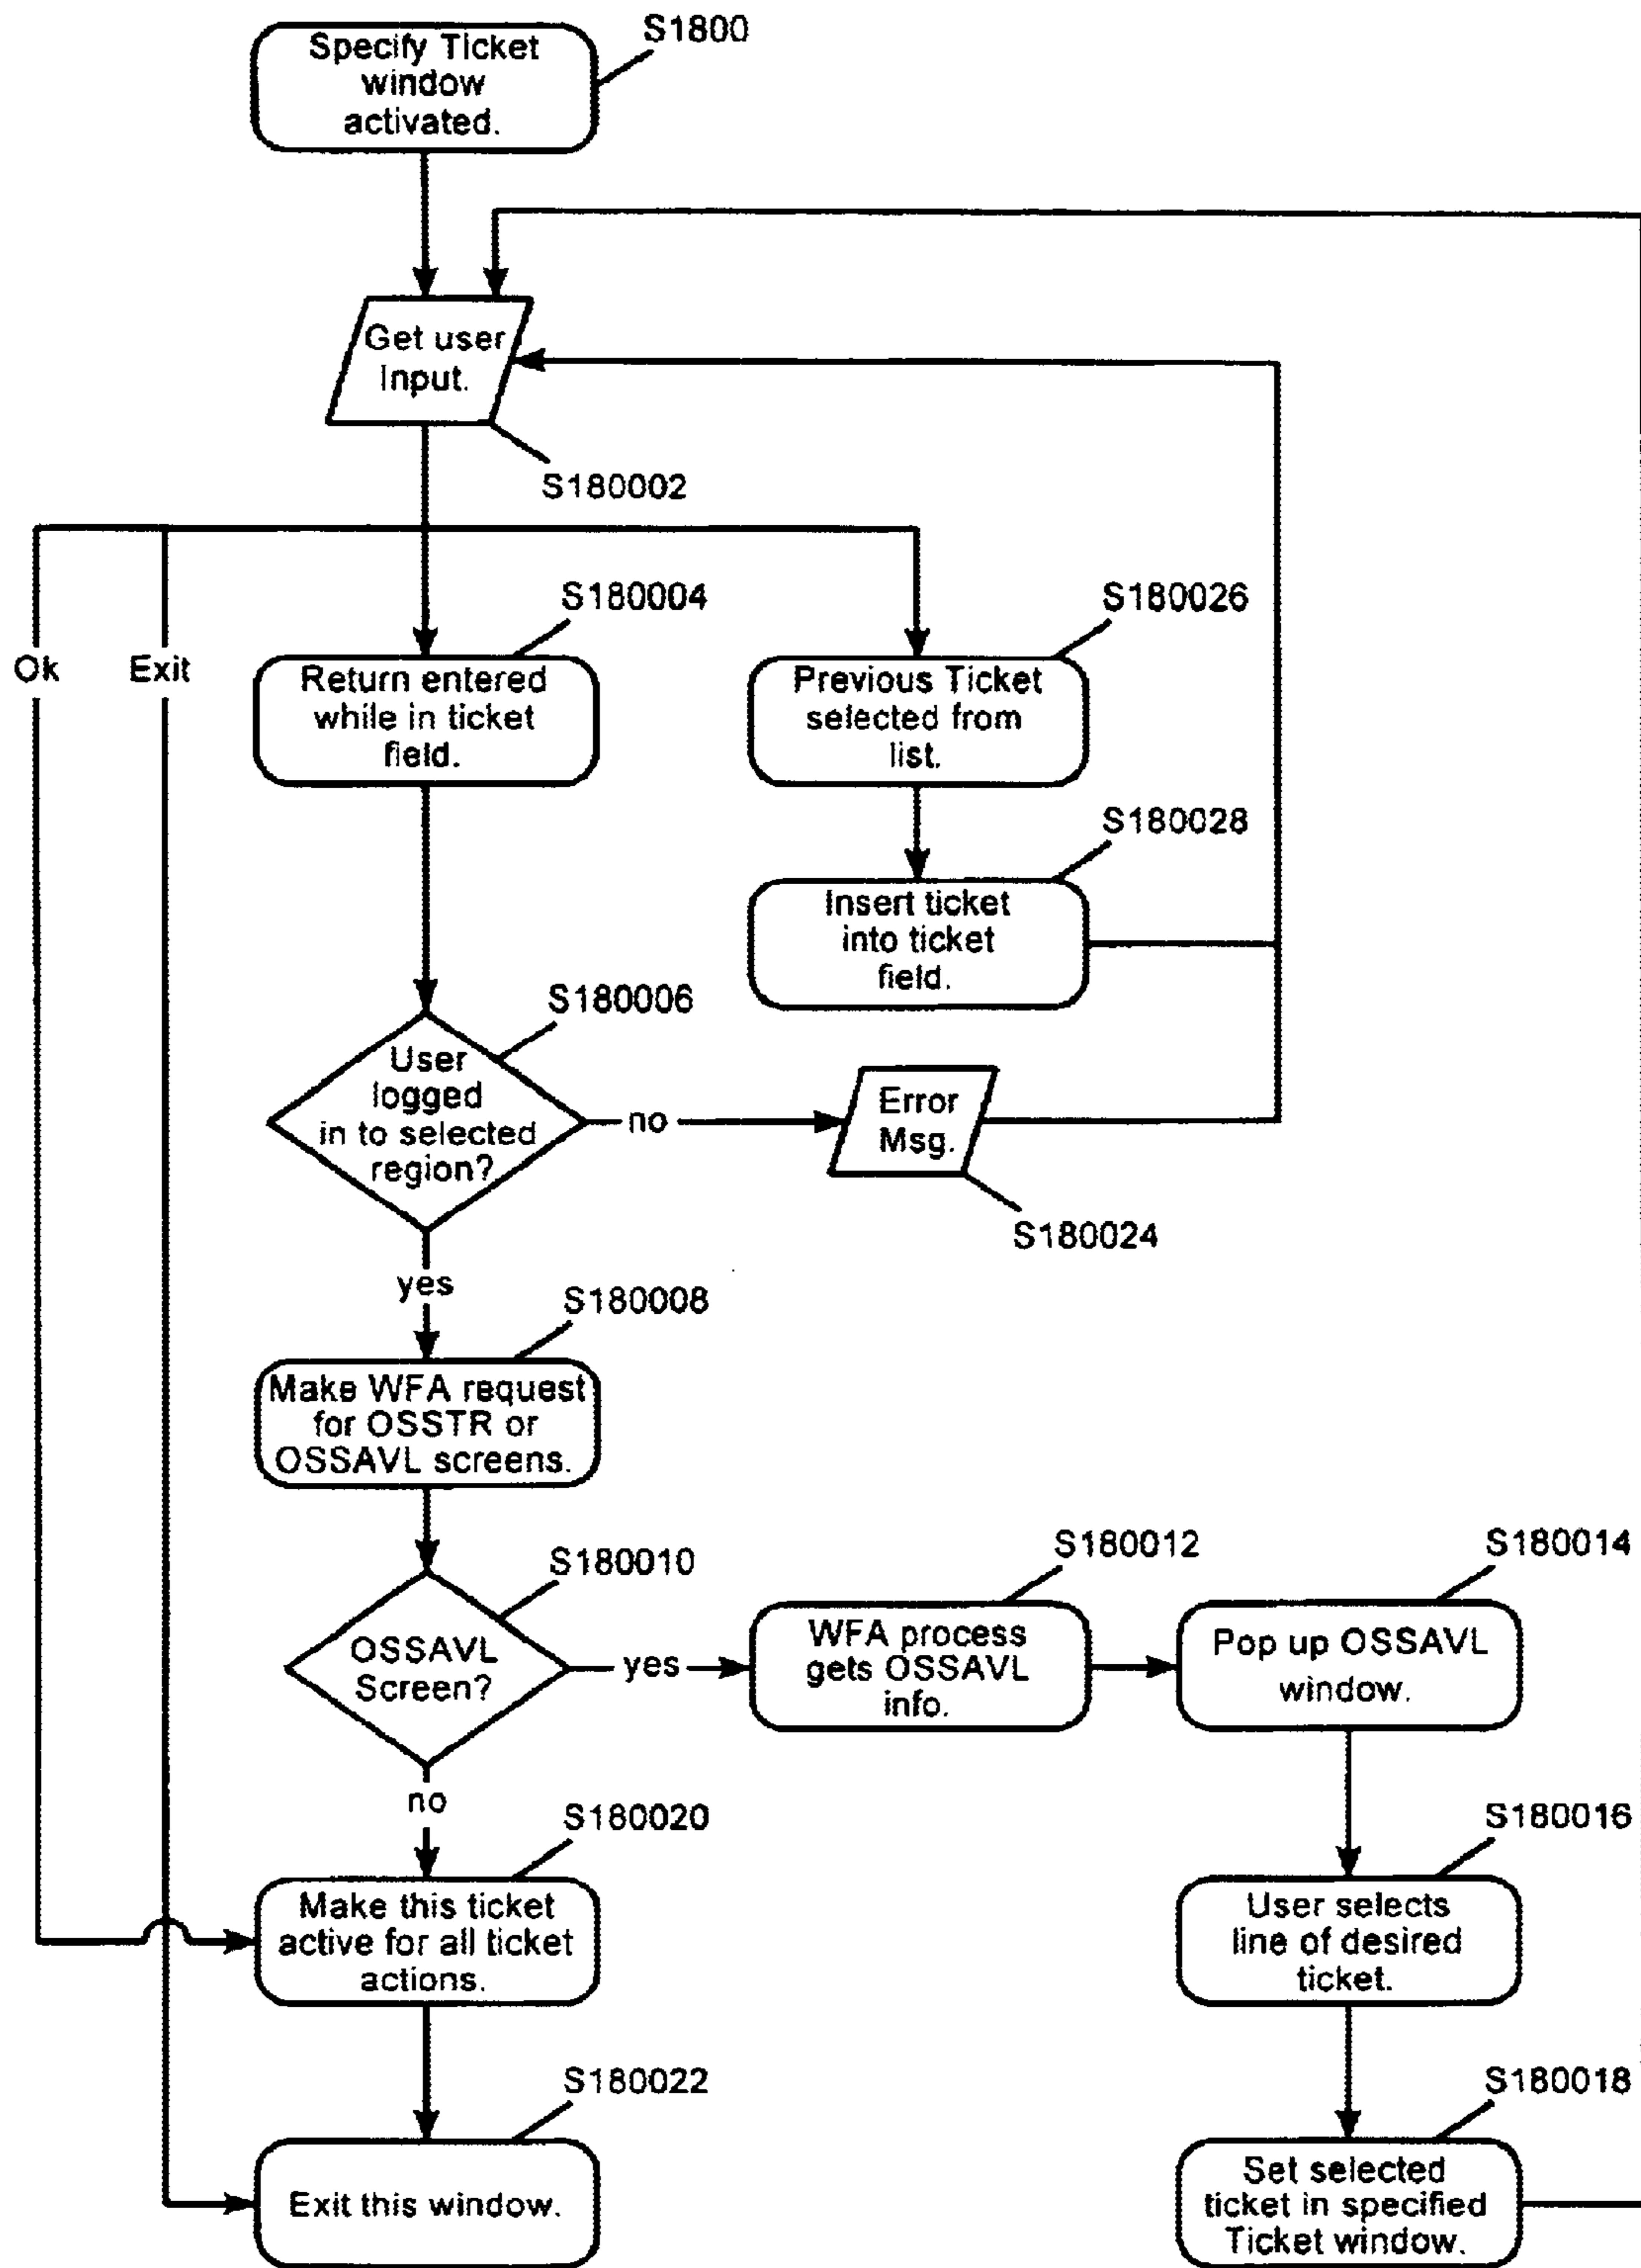 S1800
Specify Ticket
window
activated.
Get user
Input.
S180002
Ok
Exit
S180004
Return entered
while in ticket
field.
S180026
Previous Ticket
selected from
list.
S180028
Insert ticket
into ticket
field.
S180006
User
logged
in to selected
region?
no
Error
Msg.
S180024
yes
S180008
Make WFA request
for OSSTR or
OSSAVL screens.
S180010
OSSAVL
Screen?
yes
S180012
WFA process
gets OSSAVL
info.
S180014
Pop up OSSAVL
window.
no
S180020
Make this ticket
active for all ticket
actions.
S180016
User selects
line of desired
ticket.
S180022
Exit this window.
S180018
Set selected
ticket in specified
Ticket window.